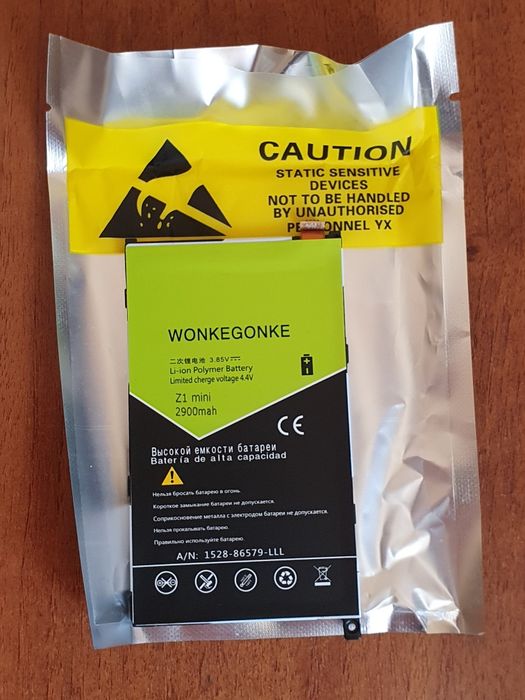 CAUTION
STATIC SENSITIVE
DEVICES
NOT TO BE HANDLED
BY UNAUTHORISED
YX
WONKEGONKE
二次锂电池 3.85V⎓
Li-ion Polymer Battery
Limited cherge voltage 4.4V
Z1 mini
2900mah
CE
Высокой емкости батареи
Batería de alta capacidad
Нельзя бросать батарею в огонь.
Короткое замыкание батареи не допускается.
Соприкосновение металла с электродом батареи не допускается.
Нельзя прокалывать батарею.
Правильно используйте батарею.
A/N: 1528-86579-LLL